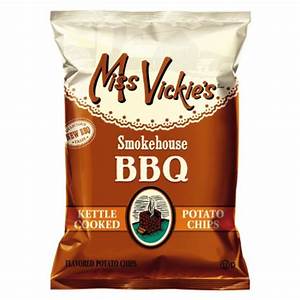 Miss Vickie's
NEW BBQ
Smokehouse
BBQ
KETTLE COOKED
POTATO CHIPS
FLAVORED POTATO CHIPS